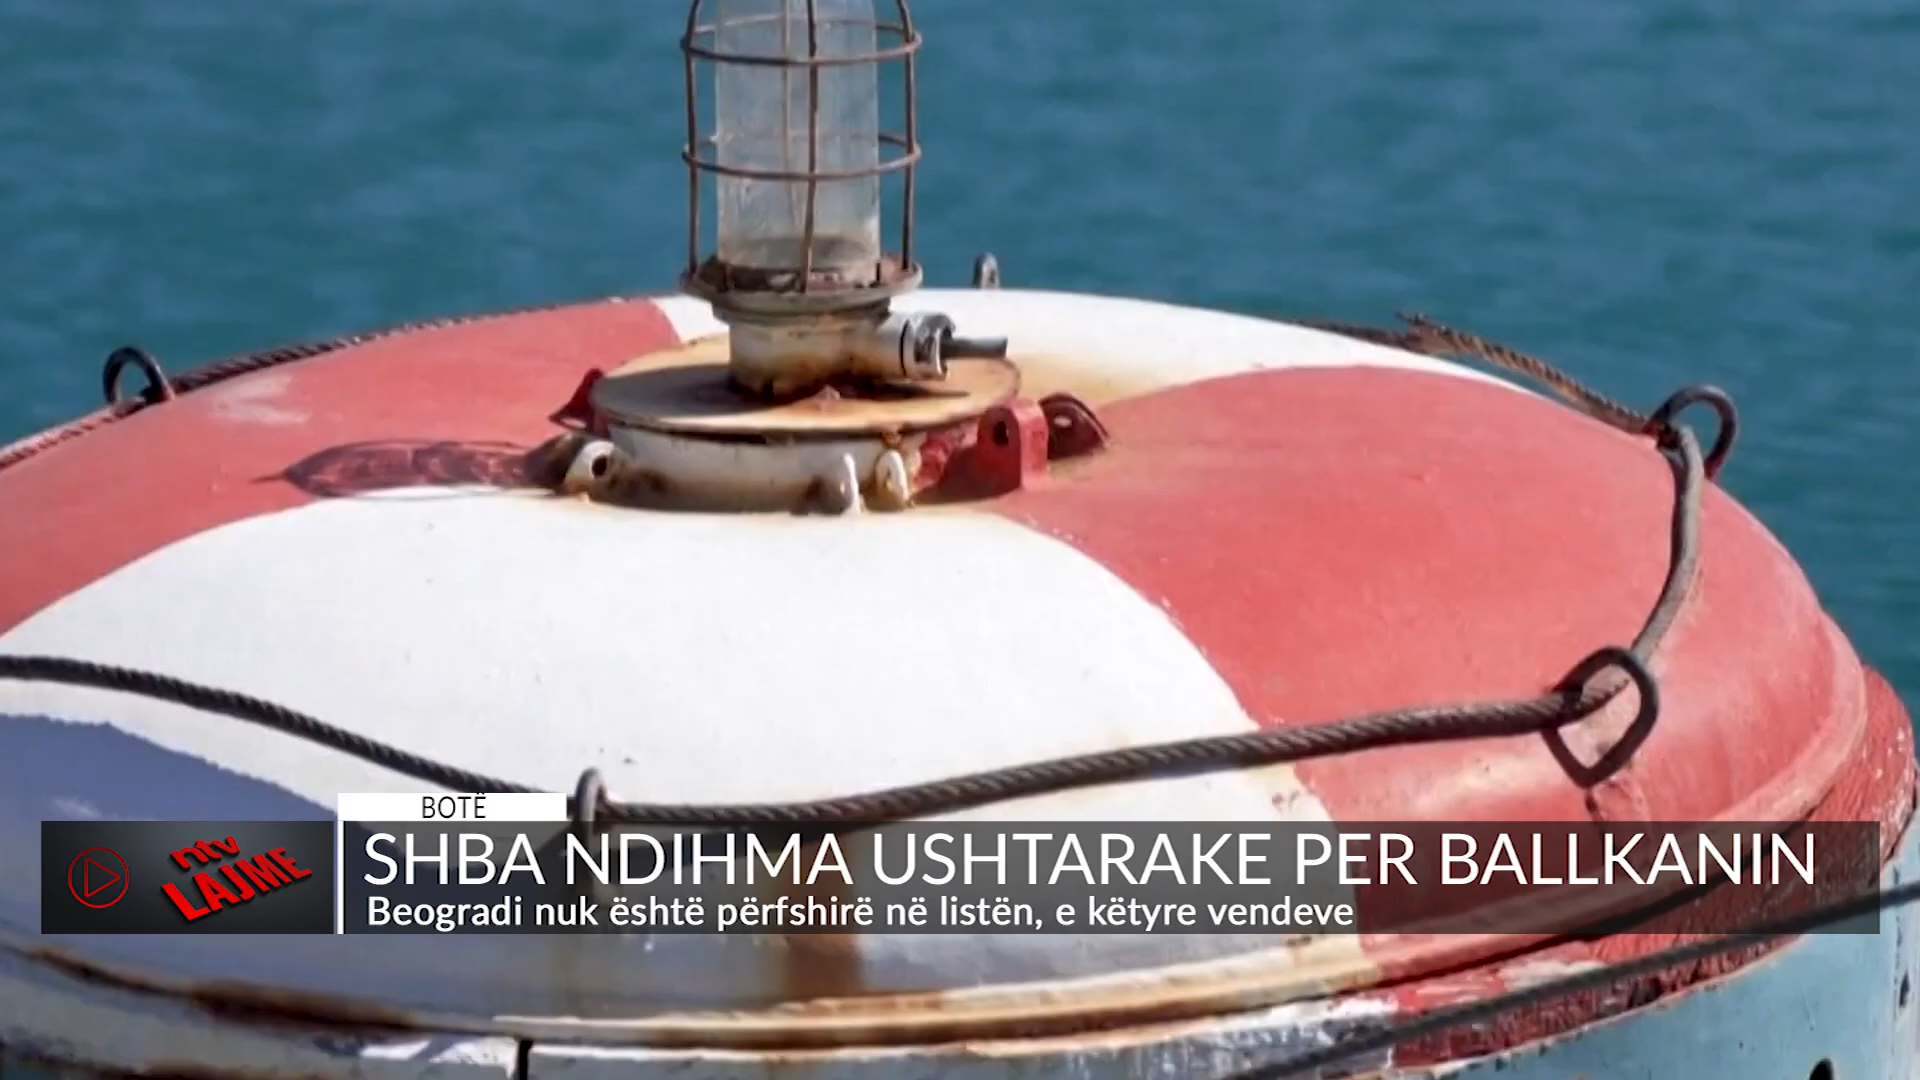 BOTË
ntv
LAJME
SHBA NDIHMA USHTARAKE PER BALLKANIN
Beogradi nuk është përfshirë në listën, e këtyre vendeve